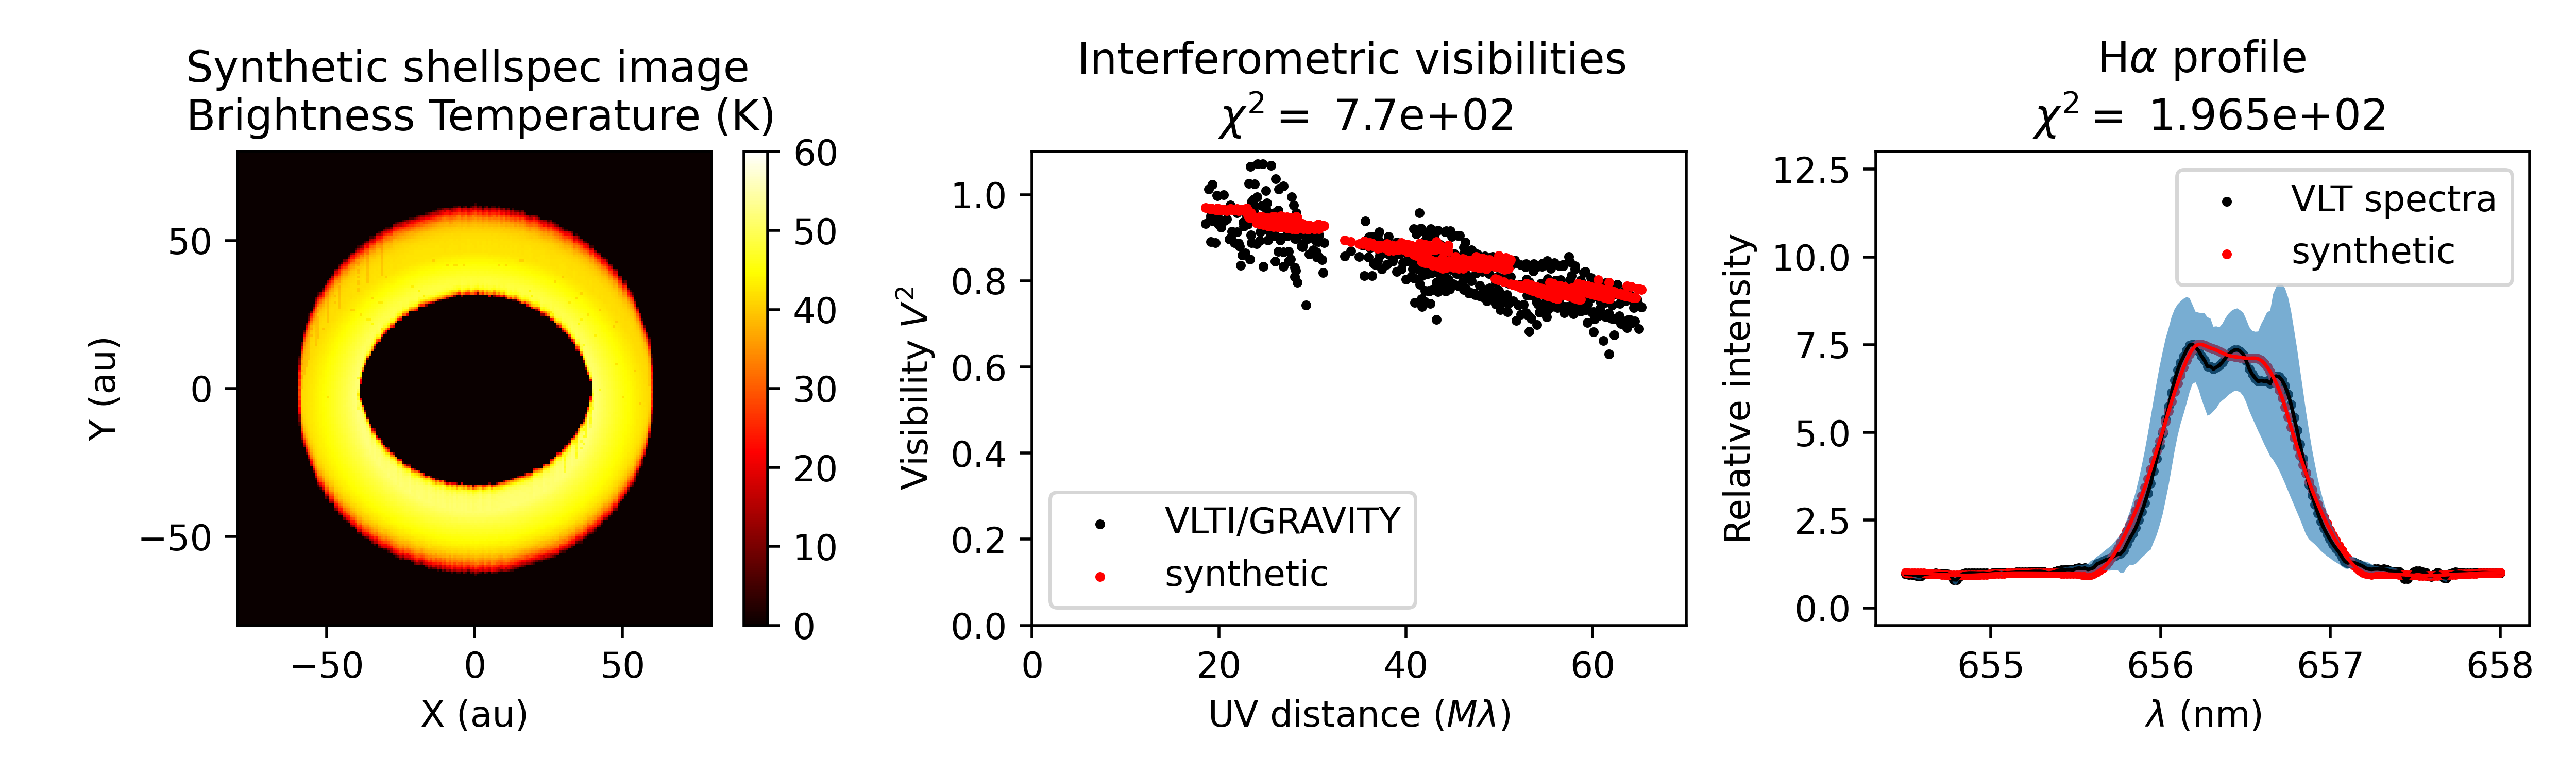 Synthetic shellspec image
Brightness Temperature (K)
50
0
−50
Y (au)
−50 0 50
X (au)
60
50
40
30
20
10
0
Interferometric visibilities
χ² = 7.7e+02
1.0
0.8
0.6
0.4
0.2
0.0
Visibility V²
VLTI/GRAVITY
synthetic
0 20 40 60
UV distance (Mλ)
Hα profile
χ² = 1.965e+02
12.5
10.0
7.5
5.0
2.5
0.0
Relative intensity
VLT spectra
synthetic
655 656 657 658
λ (nm)